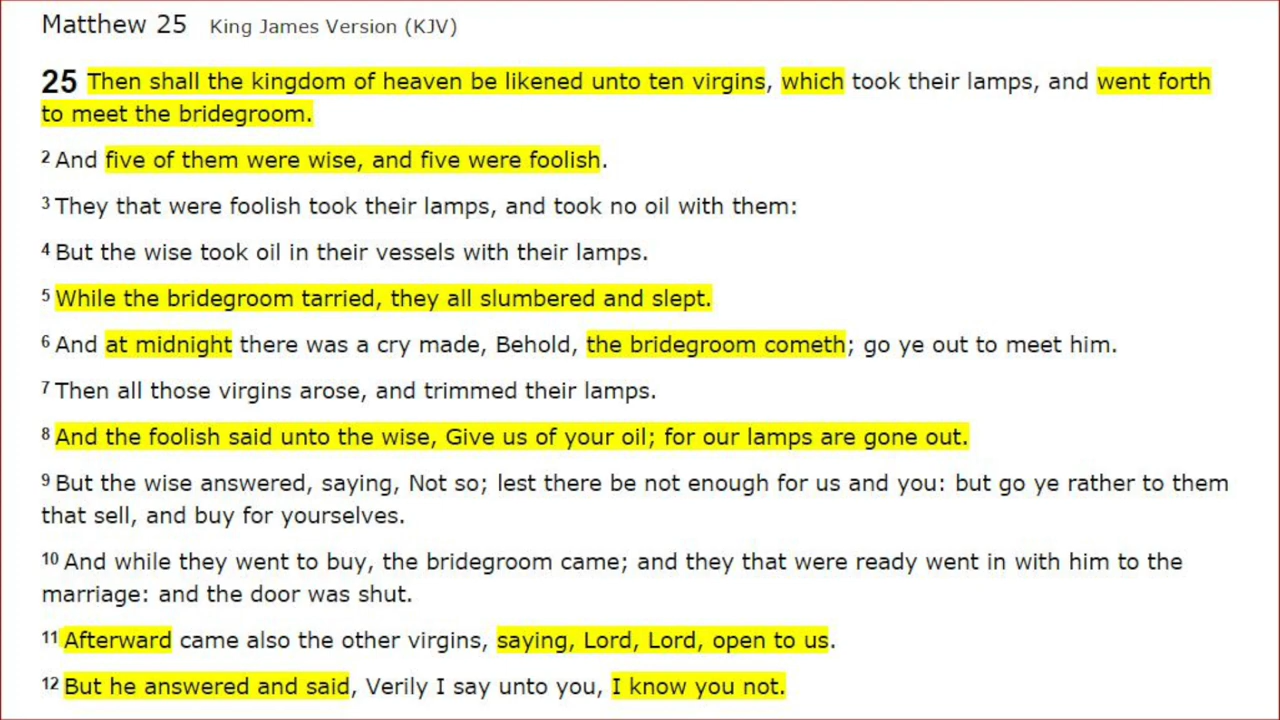 Matthew 25 King James Version (KJV)
25 Then shall the kingdom of heaven be likened unto ten virgins, which took their lamps, and went forth
to meet the bridegroom.
2 And five of them were wise, and five were foolish.
3 They that were foolish took their lamps, and took no oil with them:
4 But the wise took oil in their vessels with their lamps.
5 While the bridegroom tarried, they all slumbered and slept.
6 And at midnight there was a cry made, Behold, the bridegroom cometh; go ye out to meet him.
7 Then all those virgins arose, and trimmed their lamps.
8 And the foolish said unto the wise, Give us of your oil; for our lamps are gone out.
9 But the wise answered, saying, Not so; lest there be not enough for us and you: but go ye rather to them
that sell, and buy for yourselves.
10 And while they went to buy, the bridegroom came; and they that were ready went in with him to the
marriage: and the door was shut.
11 Afterward came also the other virgins, saying, Lord, Lord, open to us.
12 But he answered and said, Verily I say unto you, I know you not.